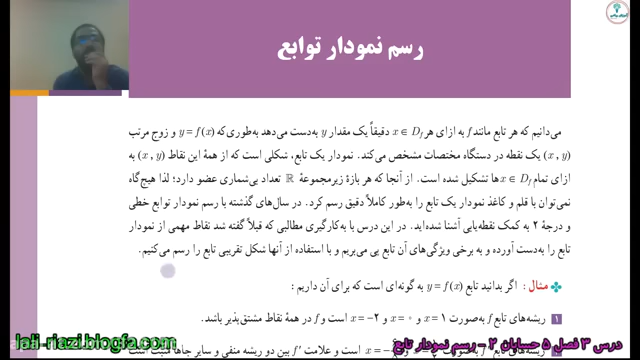 رسم نمودار توابع
می‌دانیم که هر تابع مانند f به ازای هر x ∈ D_f دقیقاً یک مقدار y به‌دست می‌دهد به‌طوری‌که y = f(x) و زوج مرتب
(x , y) یک نقطه در دستگاه مختصات مشخص می‌کند. نمودار یک تابع، شکلی است که از همهٔ این نقاط (x , y) به
ازای تمام x ∈ D_f ها تشکیل شده است. از آنجا که هر بازهٔ زیرمجموعهٔ ℝ تعداد بی‌شماری عضو دارد؛ لذا هیچ‌گاه
نمی‌توان با قلم و کاغذ نمودار یک تابع را به‌طور کاملاً دقیق رسم کرد. در سال‌های گذشته با رسم نمودار توابع خطی
و درجهٔ ۲ به کمک نقطه‌یابی آشنا شده‌اید. در این درس با به‌کارگیری مطالبی که قبلاً گفته شد نقاط مهمی از نمودار
تابع را به‌دست آورده و به برخی ویژگی‌های آن تابع پی می‌بریم و با استفاده از آنها شکل تقریبی تابع را رسم می‌کنیم.
مثال : اگر بدانید تابع y = f(x) به گونه‌ای است که برای آن داریم :
۱ ریشه‌های تابع f به‌صورت x = ۱ و x = ۰ و x = −۲ است و f در همهٔ نقاط مشتق‌پذیر باشد.
درس ۳ فصل ۵ حسابان ۲ - رسم نمودار تابع
jali-riazi.blogfa.com